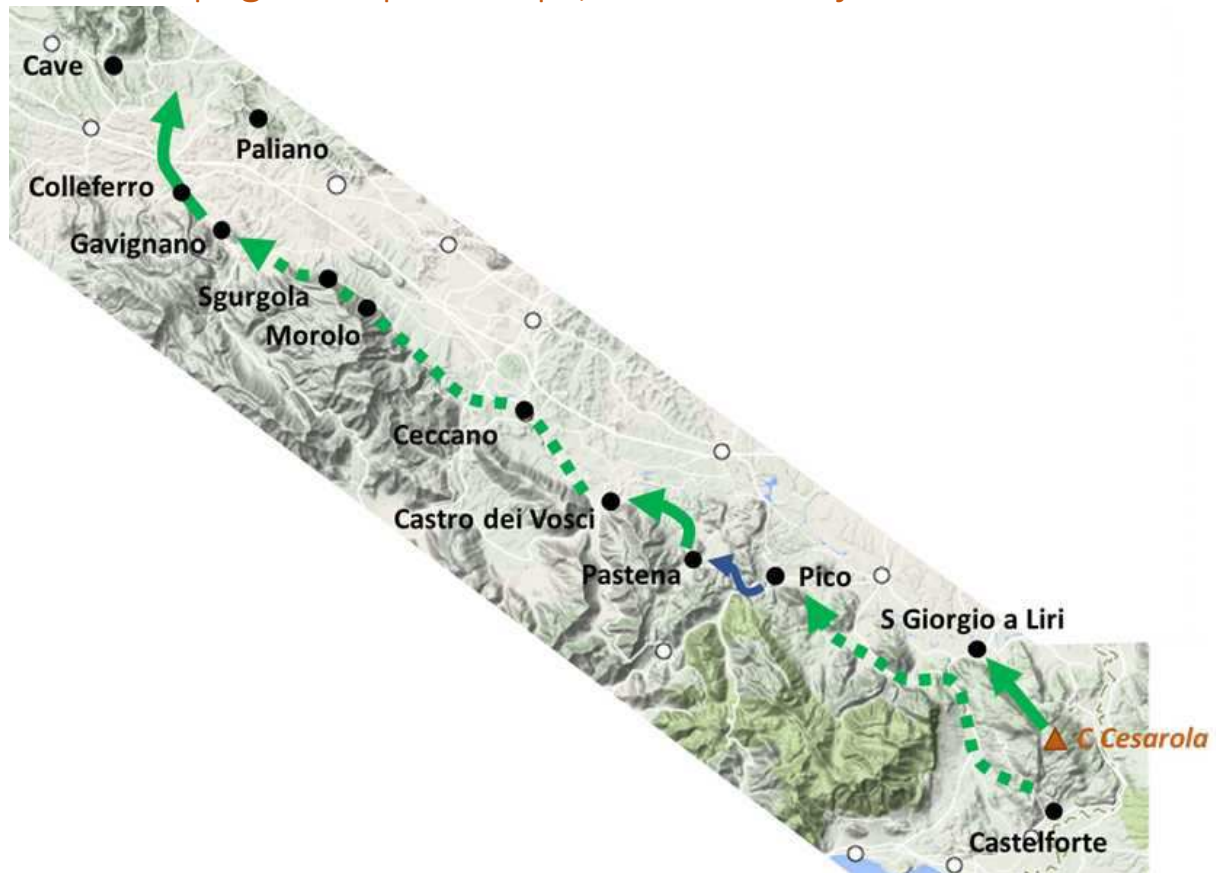 Cave
Paliano
Colleferro
Gavignano
Sgurgola
Morolo
Ceccano
Castro dei Vosci
Pastena
Pico
S Giorgio a Liri
C Cesarola
Castelforte